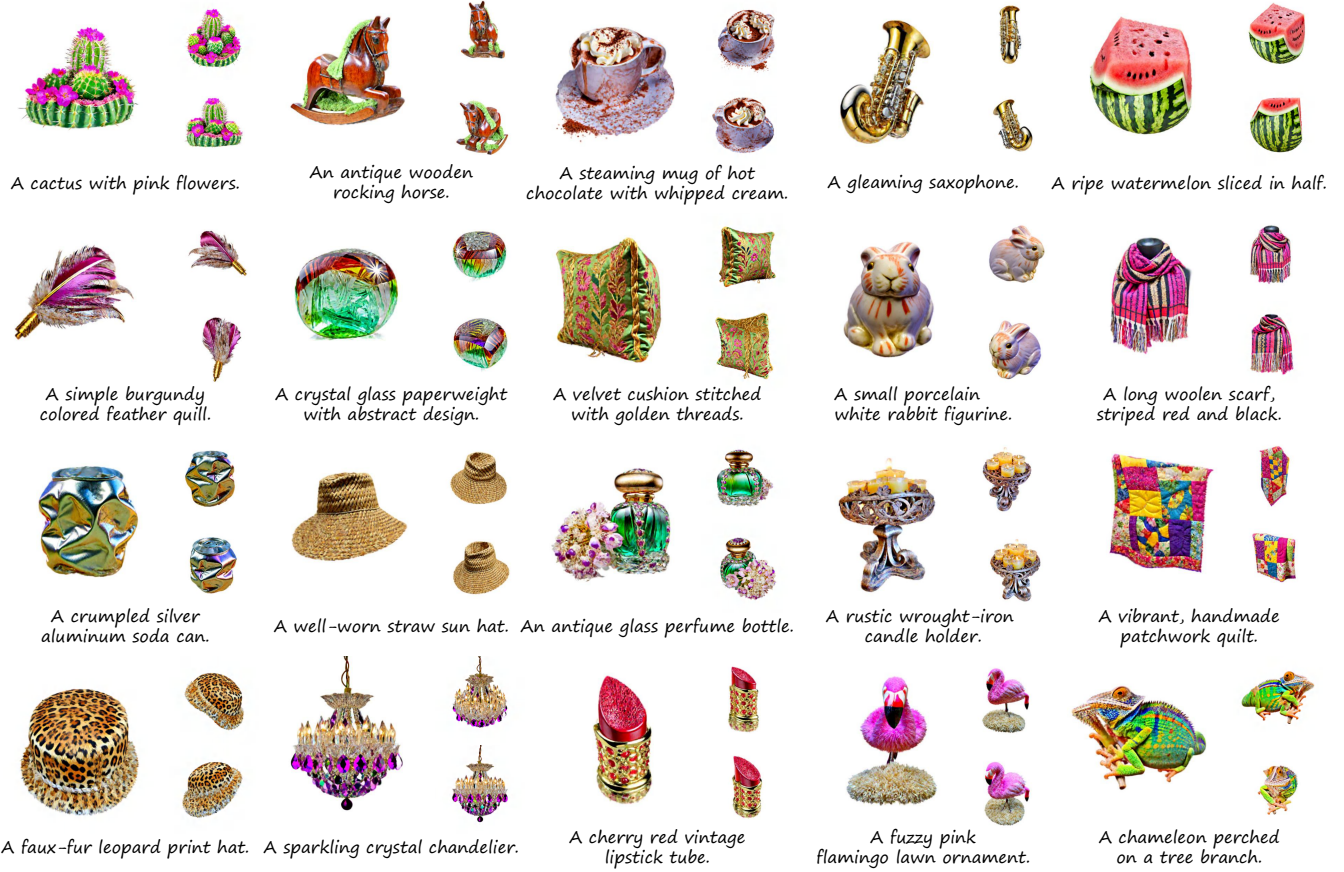 A cactus with pink flowers.
An antique wooden
rocking horse.
A steaming mug of hot
chocolate with whipped cream.
A gleaming saxophone.
A ripe watermelon sliced in half.
A simple burgundy
colored feather quill.
A crystal glass paperweight
with abstract design.
A velvet cushion stitched
with golden threads.
A small porcelain
white rabbit figurine.
A long woolen scarf,
striped red and black.
A crumpled silver
aluminum soda can.
A well-worn straw sun hat.
An antique glass perfume bottle.
A rustic wrought-iron
candle holder.
A vibrant, handmade
patchwork quilt.
A faux-fur leopard print hat.
A sparkling crystal chandelier.
A cherry red vintage
lipstick tube.
A fuzzy pink
flamingo lawn ornament.
A chameleon perched
on a tree branch.